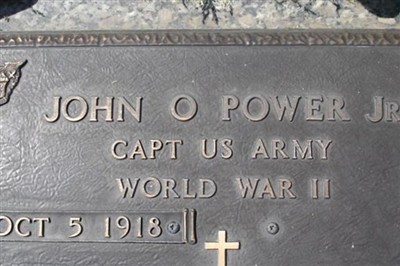 JOHN O POWER JR
CAPT US ARMY
WORLD WAR II
OCT 5 1918